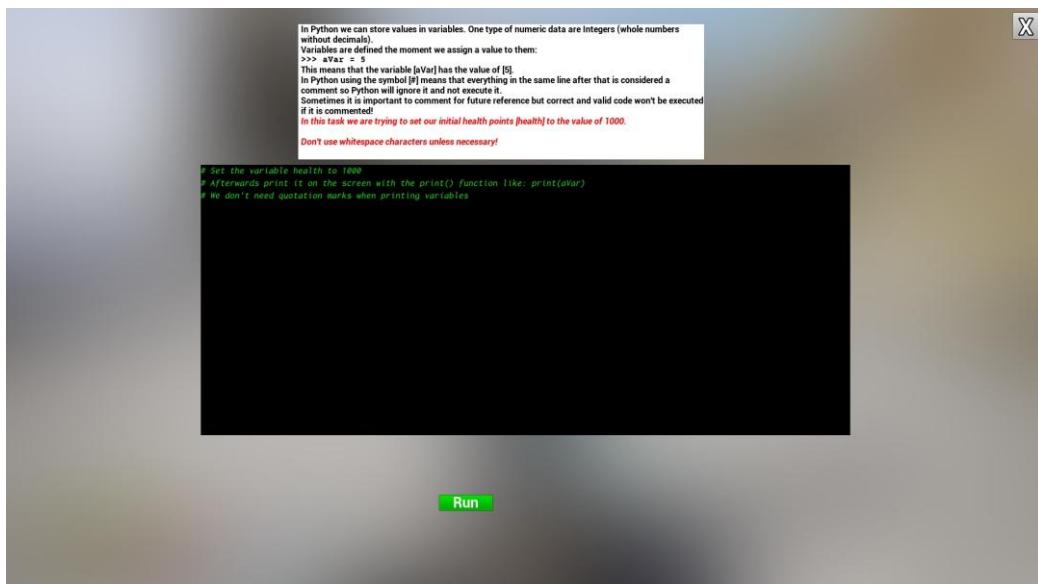 X
In Python we can store values in variables. One type of numeric data are Integers (whole numbers
without decimals).
Variables are defined the moment we assign a value to them:
>>> aVar = 5
This means that the variable [aVar] has the value of [5].
In Python using the symbol [#] means that everything in the same line after that is considered a
comment so Python will ignore it and not execute it.
Sometimes it is important to comment for future reference but correct and valid code won't be executed
if it is commented!
In this task we are trying to set our initial health points [health] to the value of 1000.
Don't use whitespace characters unless necessary!
# Set the variable health to 1000
# Afterwards print it on the screen with the print() function like: print(aVar)
# We don't need quotation marks when printing variables
Run